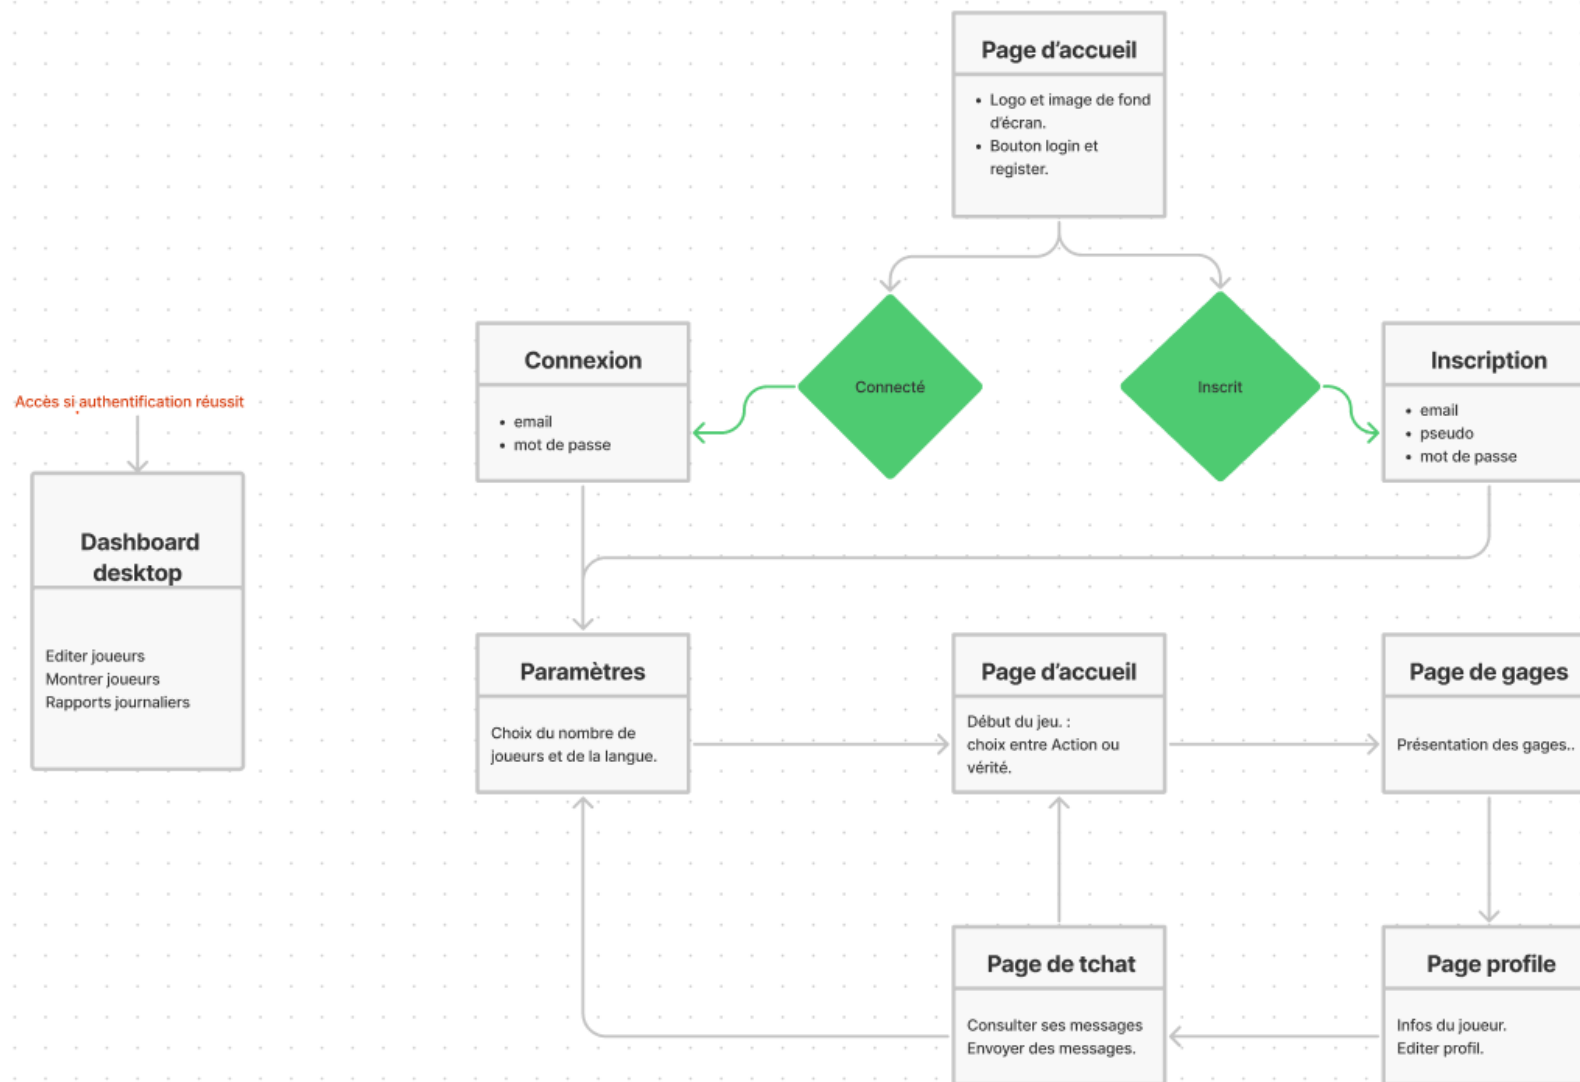 Page d'accueil
• Logo et image de fond
d'écran.
• Bouton login et
register.
Connecté
Inscrit
Connexion
• email
• mot de passe
Inscription
• email
• pseudo
• mot de passe
Accès si authentification réussit
Dashboard
desktop
Editer joueurs
Montrer joueurs
Rapports journaliers
Paramètres
Choix du nombre de
joueurs et de la langue.
Page d'accueil
Début du jeu. :
choix entre Action ou
vérité.
Page de gages
Présentation des gages..
Page de tchat
Consulter ses messages
Envoyer des messages.
Page profile
Infos du joueur.
Editer profil.